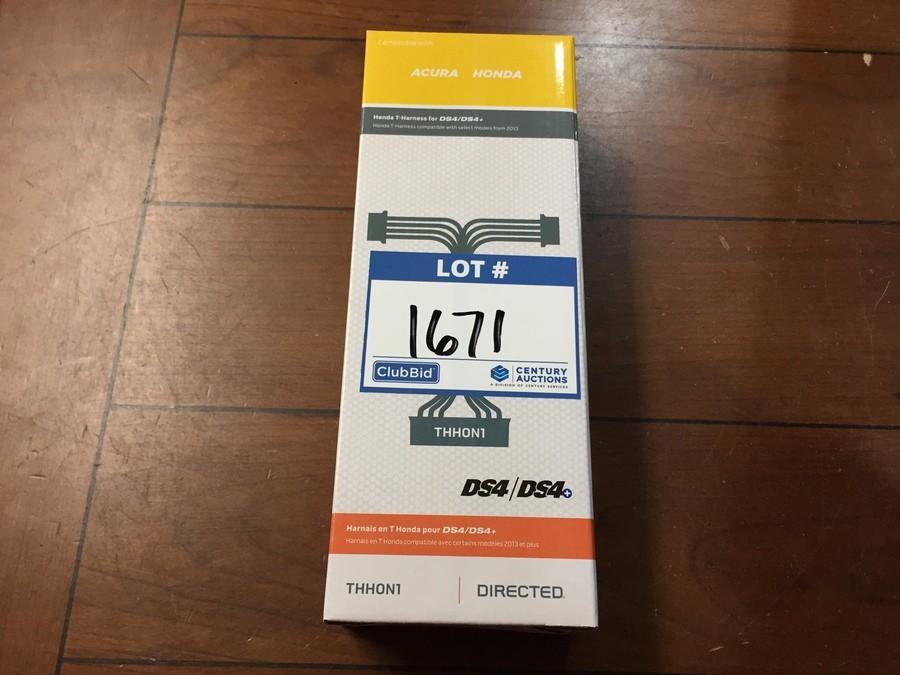 Compatible with
ACURA HONDA
Honda T-Harness for DS4/DS4+
Honda T-Harness compatible with select models from 2013
LOT #
1671
ClubBid
CENTURY
AUCTIONS
A DIVISION OF CENTURY SERVICES
THHON1
DS4/DS4+
Harnais en T Honda pour DS4/DS4+
Harnais en T Honda compatible avec certains modèles 2013 et plus
THHON1 DIRECTED.